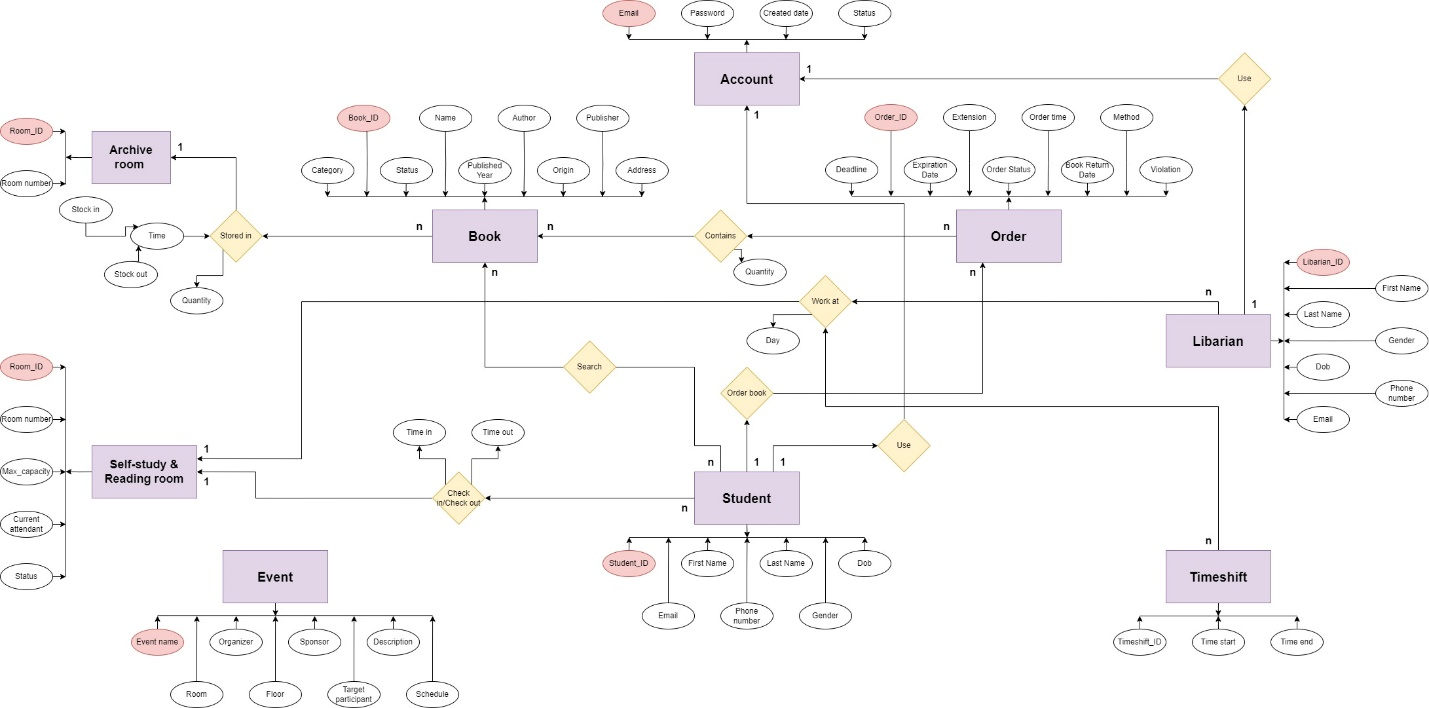 Email
Password
Created date
Status
Account
1
Use
1
Book_ID
Name
Author
Publisher
Order_ID
Extension
Order time
Method
Room_ID
Archive
room
1
Category
Status
Published
Year
Origin
Address
Deadline
Expiration
Date
Order Status
Book Return
Date
Violation
Room number
Stock in
Time
Stored in
n
Book
n
Contains
n
Order
Stock out
Quantity
Quantity
n
n
Libarian_ID
First Name
Work at
n
1
Last Name
Day
Libarian
Gender
Room_ID
Search
Dob
Order book
Phone
number
Room number
Time in
Time out
Email
Use
1
Self-study &
Reading room
1
Max_capacity
n
1
1
Check
in/Check out
Student
n
Current
attendant
n
Status
Event
Student_ID
First Name
Last Name
Dob
Timeshift
Email
Phone
number
Gender
Event name
Organizer
Sponsor
Description
Timeshift_ID
Time start
Time end
Room
Floor
Target
participant
Schedule